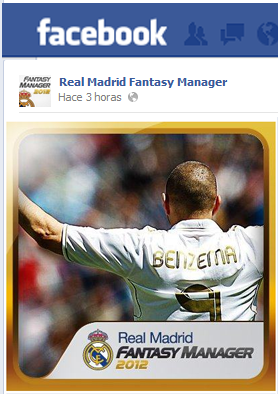 facebook
FANTASY
MANAGER
2012
Real Madrid Fantasy Manager
Hace 3 horas
BENZEMA
9
Real Madrid
FANTASY MANAGER
2012